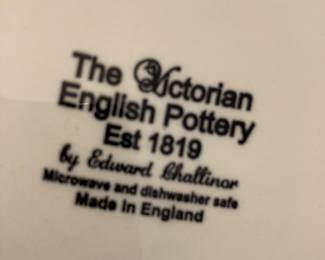 The Victorian
English Pottery
Est 1819
by Edward Challinor
Microwave and dishwasher safe
Made in England